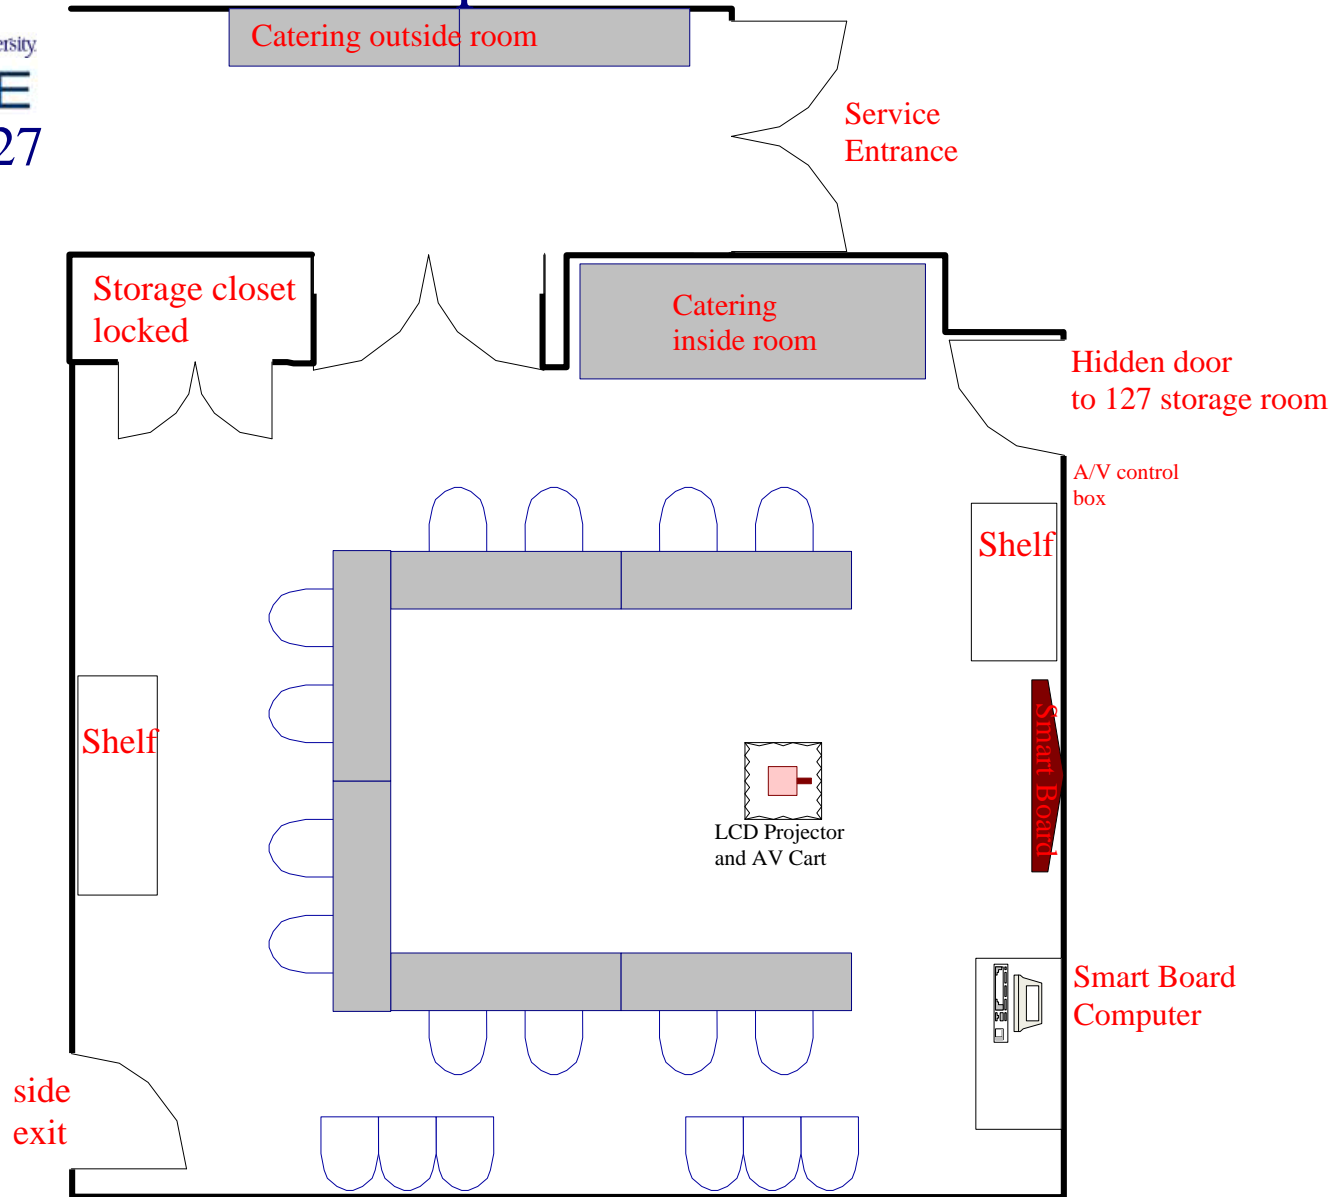 Catering outside room
ersity
E
27
Service
Entrance
Storage closet
locked
Catering
inside room
Hidden door
to 127 storage room
A/V control
box
Shelf
Shelf
Smart Board
LCD Projector
and AV Cart
Smart Board
Computer
side
exit